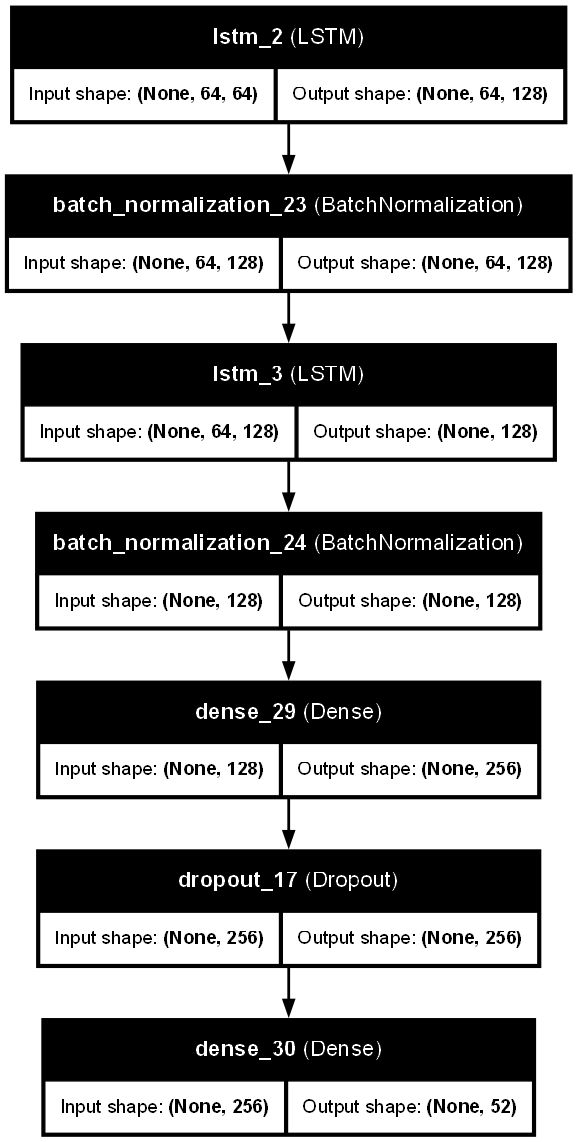 lstm_2 (LSTM)
Input shape: (None, 64, 64) Output shape: (None, 64, 128)
batch_normalization_23 (BatchNormalization)
Input shape: (None, 64, 128) Output shape: (None, 64, 128)
lstm_3 (LSTM)
Input shape: (None, 64, 128) Output shape: (None, 128)
batch_normalization_24 (BatchNormalization)
Input shape: (None, 128) Output shape: (None, 128)
dense_29 (Dense)
Input shape: (None, 128) Output shape: (None, 256)
dropout_17 (Dropout)
Input shape: (None, 256) Output shape: (None, 256)
dense_30 (Dense)
Input shape: (None, 256) Output shape: (None, 52)